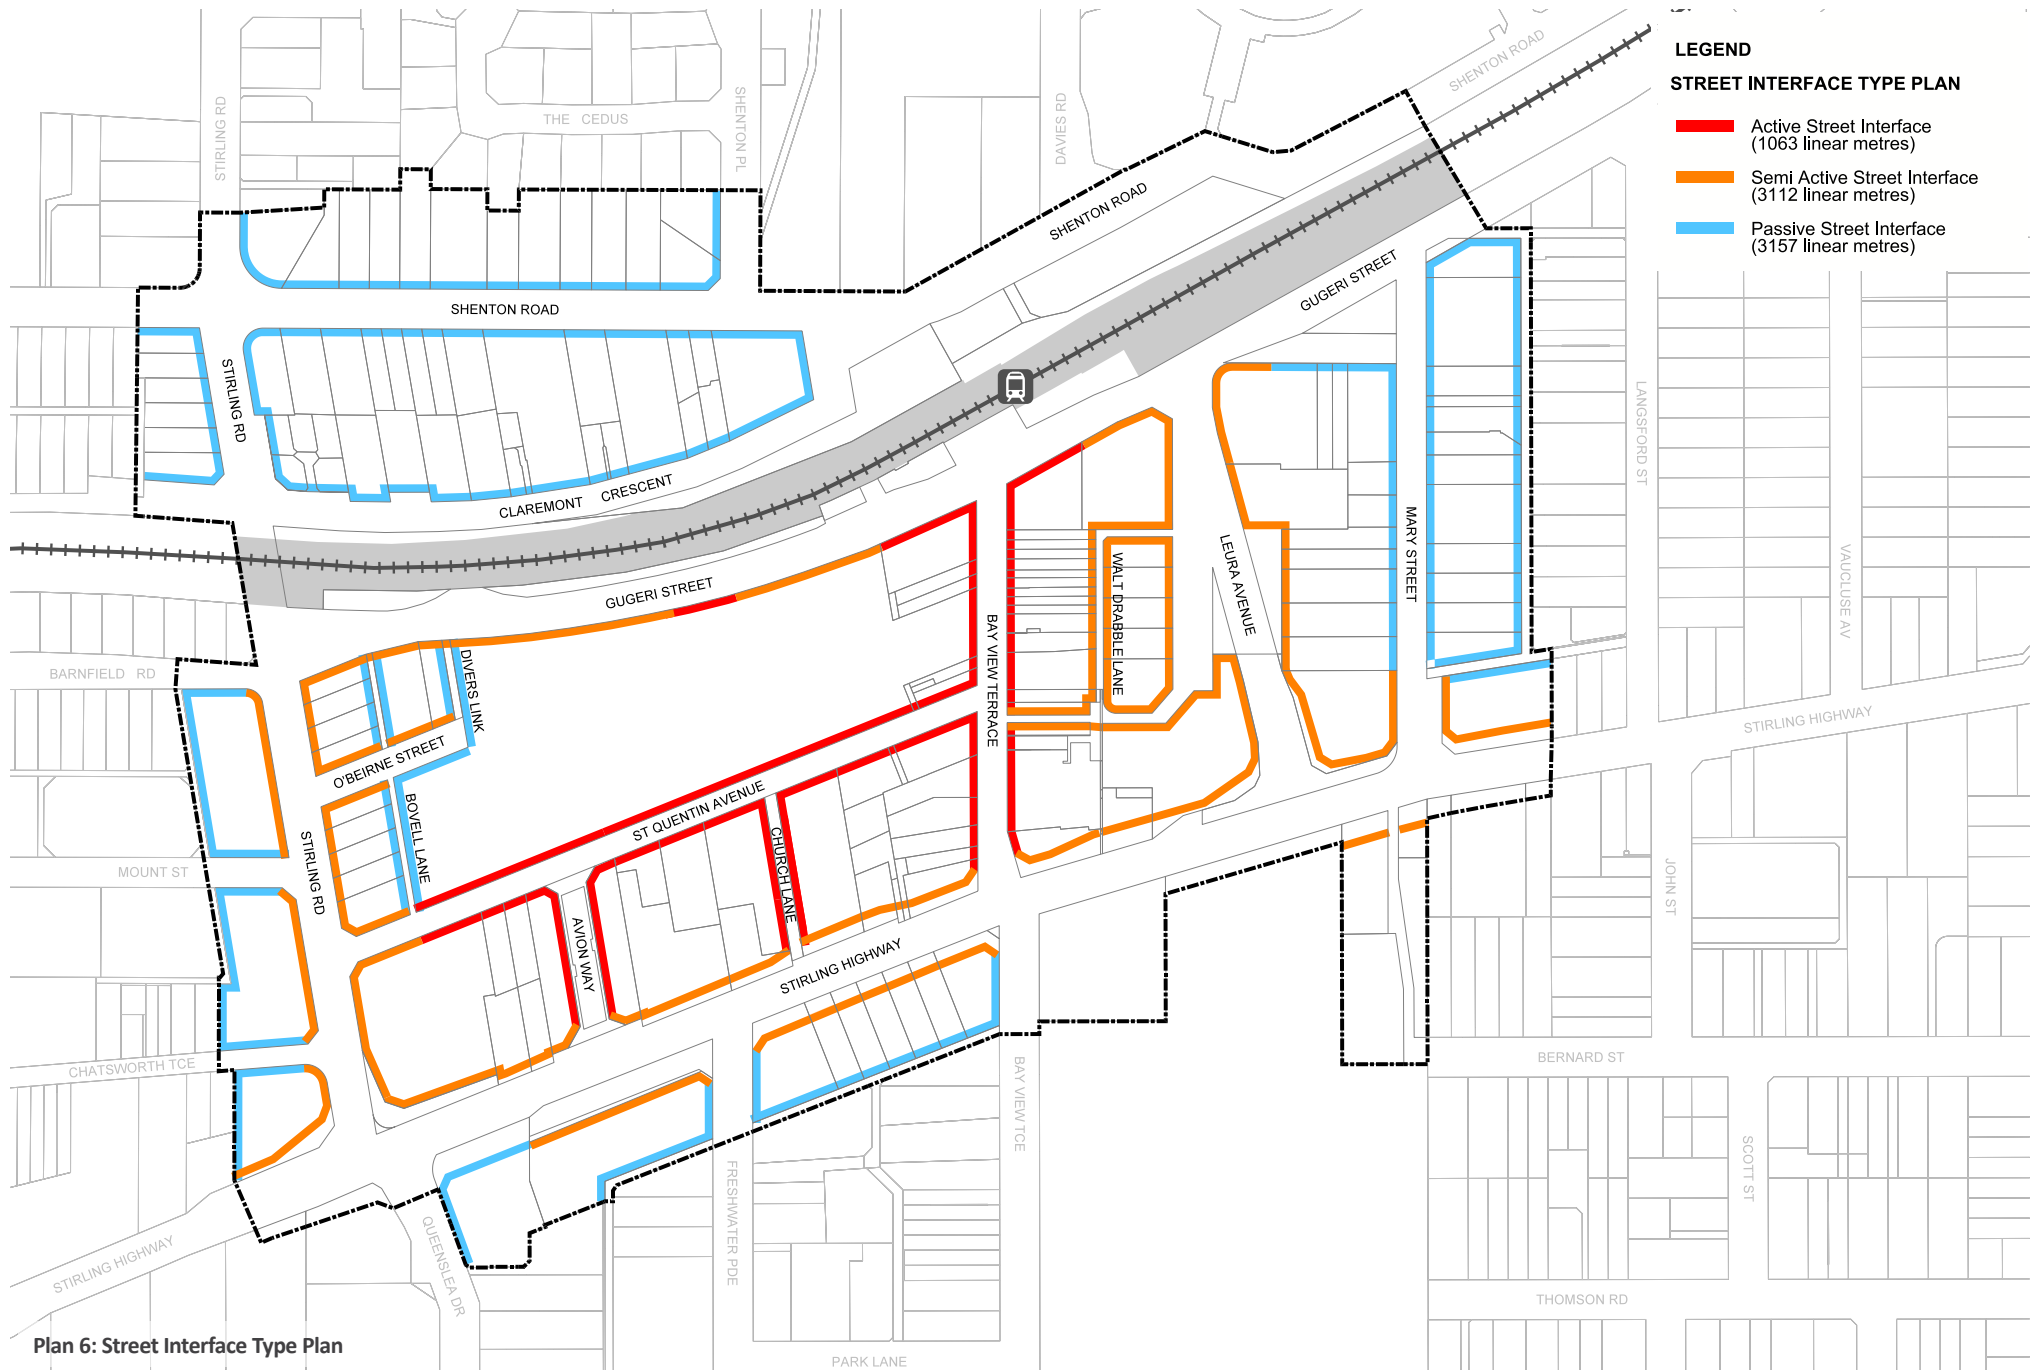 LEGEND
STREET INTERFACE TYPE PLAN
Active Street Interface
(1063 linear metres)
Semi Active Street Interface
(3112 linear metres)
Passive Street Interface
(3157 linear metres)
SHENTON ROAD
STIRLING RD
THE CEDUS
SHENTON PL
DAVIES RD
SHENTON ROAD
SHENTON ROAD
GUGERI STREET
STIRLING RD
LANGSFORD ST
CLAREMONT CRESCENT
MARY STREET
GUGERI STREET
WALT DRABBLE LANE
LEURA AVENUE
VAUCLUSE AV
BARNFIELD RD
DIVERS LINK
BAY VIEW TERRACE
STIRLING HIGHWAY
O'BEIRNE STREET
BOVELL LANE
ST QUENTIN AVENUE
CHURCH LANE
MOUNT ST
STIRLING RD
JOHN ST
AVION WAY
STIRLING HIGHWAY
CHATSWORTH TCE
BAY VIEW TCE
BERNARD ST
SCOTT ST
FRESHWATER PDE
QUEENSLEA DR
STIRLING HIGHWAY
THOMSON RD
Plan 6: Street Interface Type Plan
PARK LANE